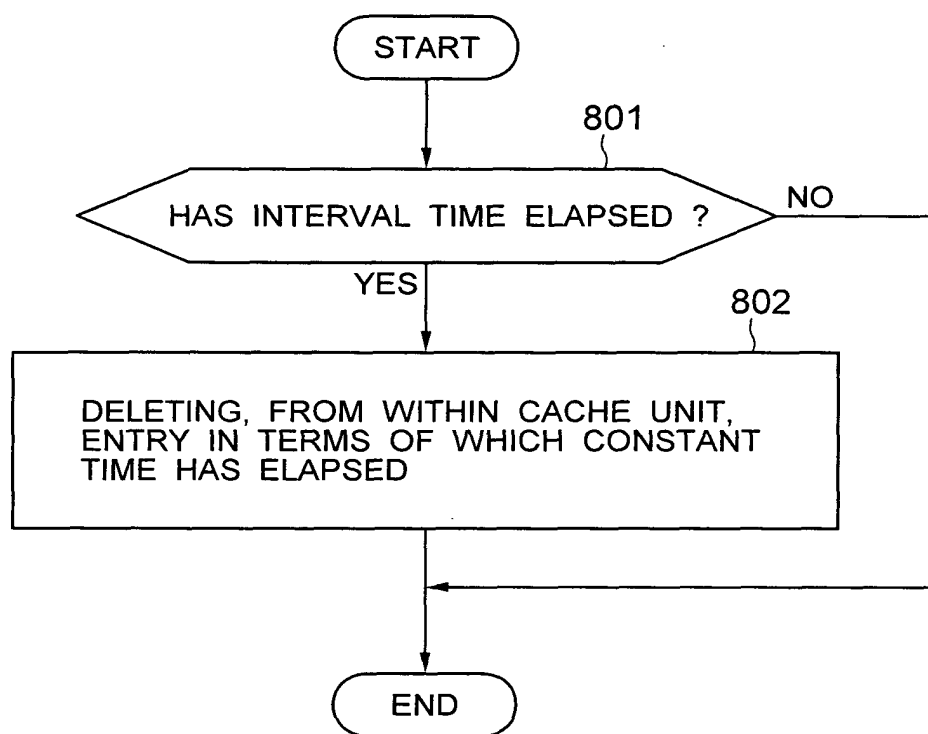 START
801
HAS INTERVAL TIME ELAPSED ?
NO
YES
802
DELETING, FROM WITHIN CACHE UNIT,
ENTRY IN TERMS OF WHICH CONSTANT
TIME HAS ELAPSED
END